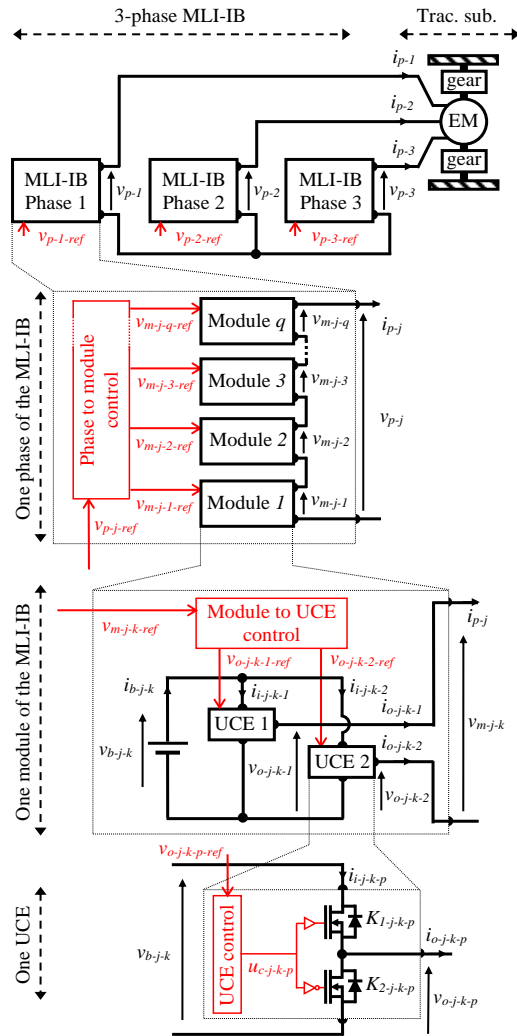 3-phase MLI-IB
Trac. sub.
i_{p-1}
gear
i_{p-2}
EM
i_{p-3}
gear
MLI-IB
Phase 1
v_{p-1}
MLI-IB
Phase 2
v_{p-2}
MLI-IB
Phase 3
v_{p-3}
v_{p-1-ref}
v_{p-2-ref}
v_{p-3-ref}
One phase of the MLI-IB
Phase to module
control
v_{m-j-q-ref}
Module q
v_{m-j-q}
i_{p-j}
v_{m-j-3-ref}
Module 3
v_{m-j-3}
v_{p-j}
v_{m-j-2-ref}
Module 2
v_{m-j-2}
v_{m-j-1-ref}
Module 1
v_{m-j-1}
v_{p-j-ref}
One module of the MLI-IB
v_{m-j-k-ref}
Module to UCE
control
i_{p-j}
v_{o-j-k-1-ref}
v_{o-j-k-2-ref}
i_{b-j-k}
i_{i-j-k-1}
i_{i-j-k-2}
i_{o-j-k-1}
UCE 1
v_{m-j-k}
v_{b-j-k}
i_{o-j-k-2}
UCE 2
v_{o-j-k-1}
v_{o-j-k-2}
One UCE
v_{o-j-k-p-ref}
i_{i-j-k-p}
UCE control
K_{1-j-k-p}
v_{b-j-k}
u_{c-j-k-p}
i_{o-j-k-p}
K_{2-j-k-p}
v_{o-j-k-p}